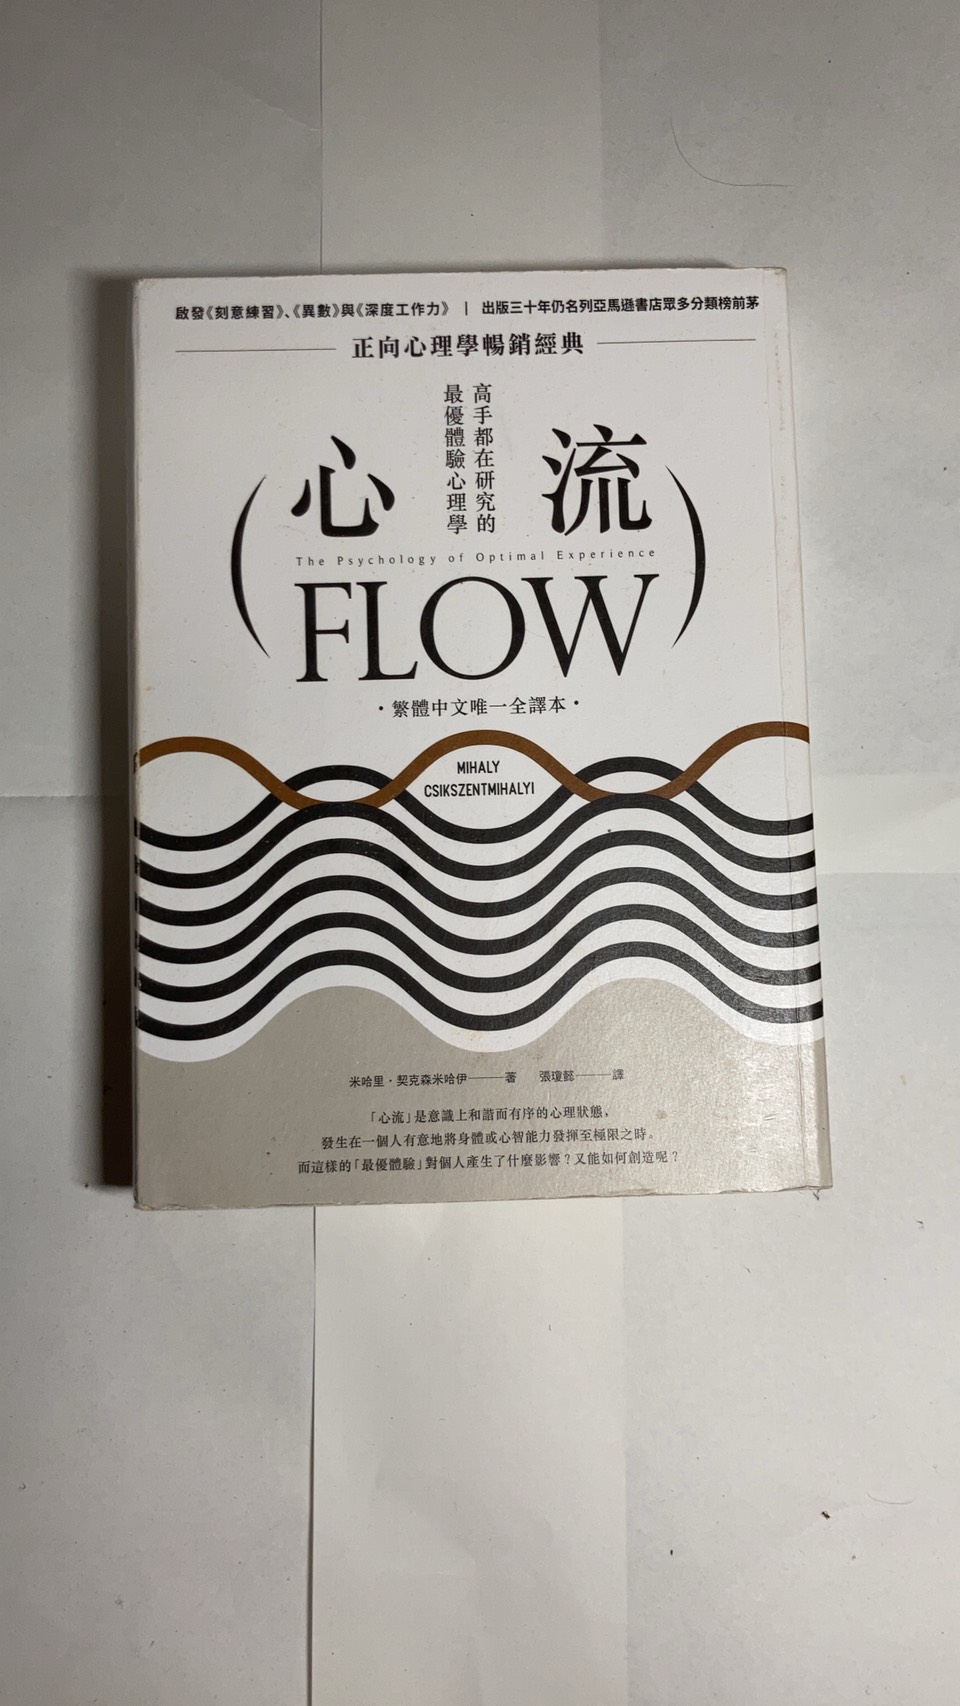 啟發《刻意練習》、《異數》與《深度工作力》 | 出版三十年仍名列亞馬遜書店眾多分類榜前茅
正向心理學暢銷經典
心流
高手都在研究的
最優體驗心理學
The Psychology of Optimal Experience
FLOW
・繁體中文唯一全譯本・
MIHALY
CSIKSZENTMIHALYI
米哈里・契克森米哈伊——著 張瓊懿——譯
「心流」是意識上和諧而有序的心理狀態，
發生在一個人有意地將身體或心智能力發揮至極限之時。
而這樣的「最優體驗」對個人產生了什麼影響？又能如何創造呢？